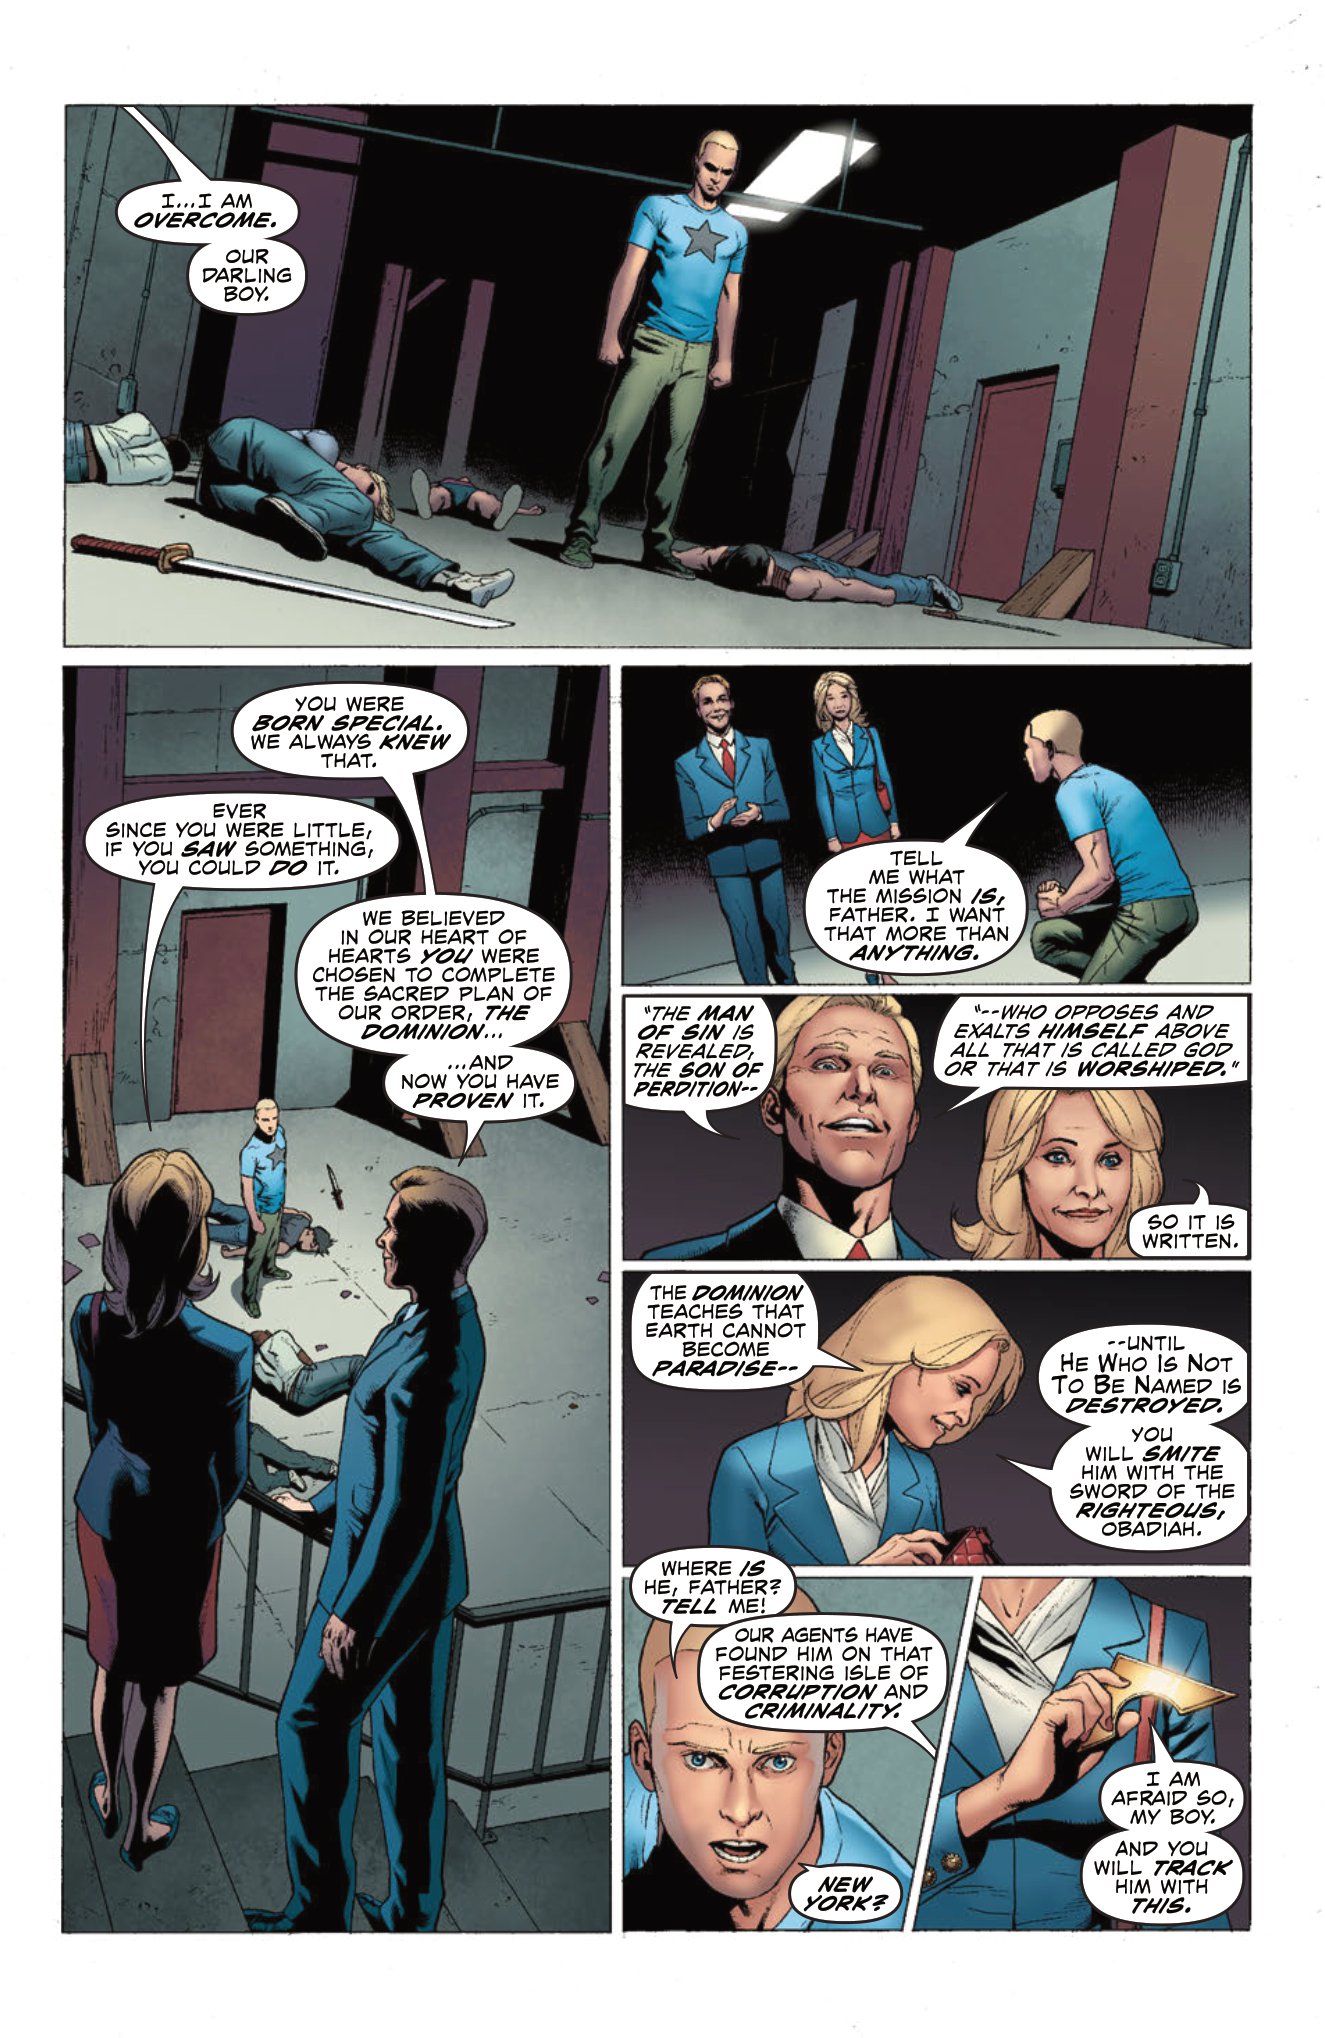 I...I AM
OVERCOME.
OUR
DARLING
BOY.
YOU WERE
BORN SPECIAL.
WE ALWAYS KNEW
THAT.
EVER
SINCE YOU WERE LITTLE,
IF YOU SAW SOMETHING,
YOU COULD DO IT.
WE BELIEVED
IN OUR HEART OF
HEARTS YOU WERE
CHOSEN TO COMPLETE
THE SACRED PLAN OF
OUR ORDER, THE
DOMINION...
...AND
NOW YOU HAVE
PROVEN IT.
TELL
ME WHAT
THE MISSION IS,
FATHER. I WANT
THAT MORE THAN
ANYTHING.
"THE MAN
OF SIN IS
REVEALED,
THE SON OF
PERDITION--
"--WHO OPPOSES AND
EXALTS HIMSELF ABOVE
ALL THAT IS CALLED GOD
OR THAT IS WORSHIPED."
SO IT IS
WRITTEN.
THE DOMINION
TEACHES THAT
EARTH CANNOT
BECOME
PARADISE--
--UNTIL
HE WHO IS NOT
TO BE NAMED IS
DESTROYED.
YOU
WILL SMITE
HIM WITH THE
SWORD OF THE
RIGHTEOUS,
OBADIAH.
WHERE IS
HE, FATHER?
TELL ME!
OUR AGENTS HAVE
FOUND HIM ON THAT
FESTERING ISLE OF
CORRUPTION AND
CRIMINALITY.
NEW
YORK?
I AM
AFRAID SO,
MY BOY.
AND YOU
WILL TRACK
HIM WITH
THIS.